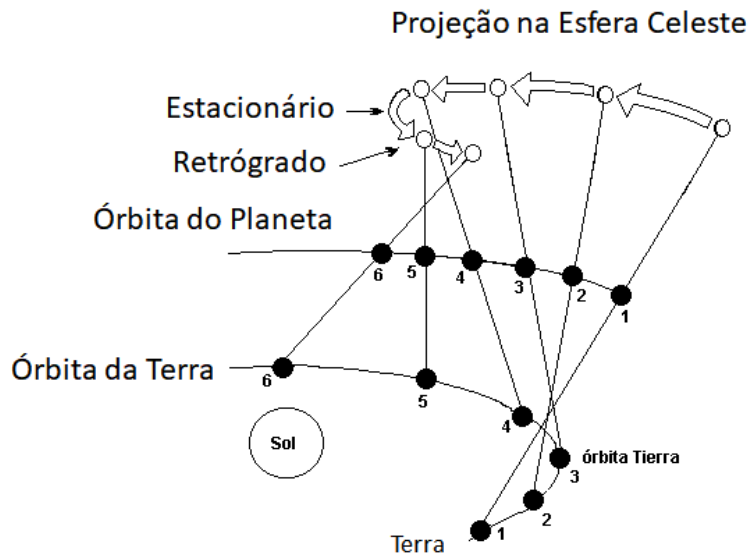 Projeção na Esfera Celeste
Estacionário
Retrógrado
Órbita do Planeta
6
5
4
3
2
1
Órbita da Terra
6
5
4
Sol
órbita Tierra
3
2
1
Terra